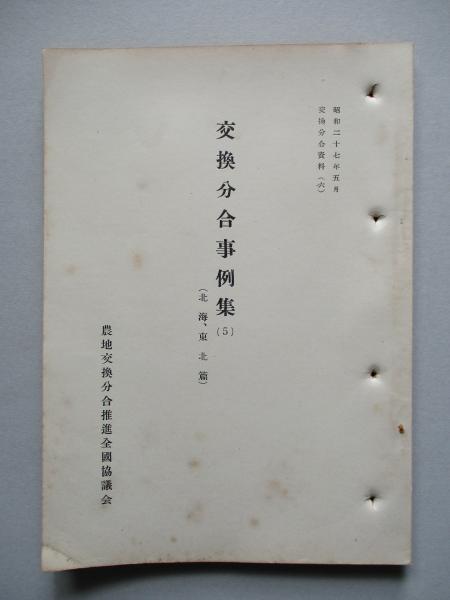 昭和二十七年五月
交換分合資料(六)
交換分合事例集(5)
(北海、東北篇)
農地交換分合推進全國協議会